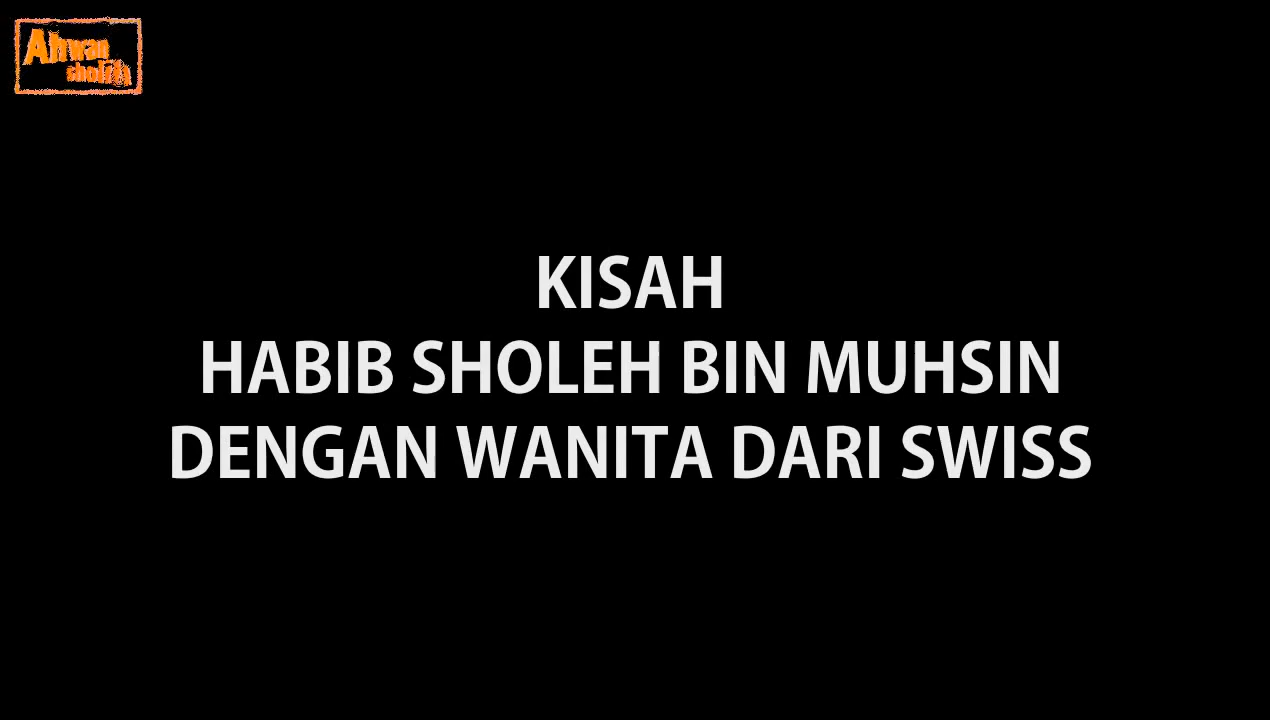 Ahwan
sholih
KISAH
HABIB SHOLEH BIN MUHSIN
DENGAN WANITA DARI SWISS